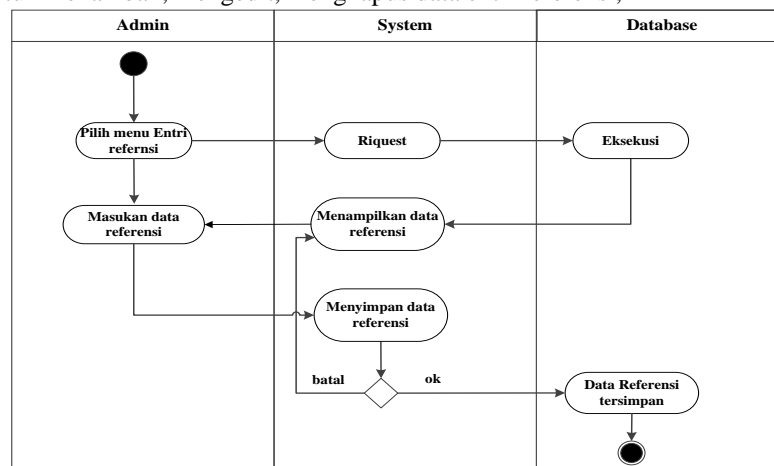 Admin System Database
Pilih menu Entri
refernsi
Riquest
Eksekusi
Masukan data
referensi
Menampilkan data
referensi
Menyimpan data
referensi
batal
ok
Data Referensi
tersimpan